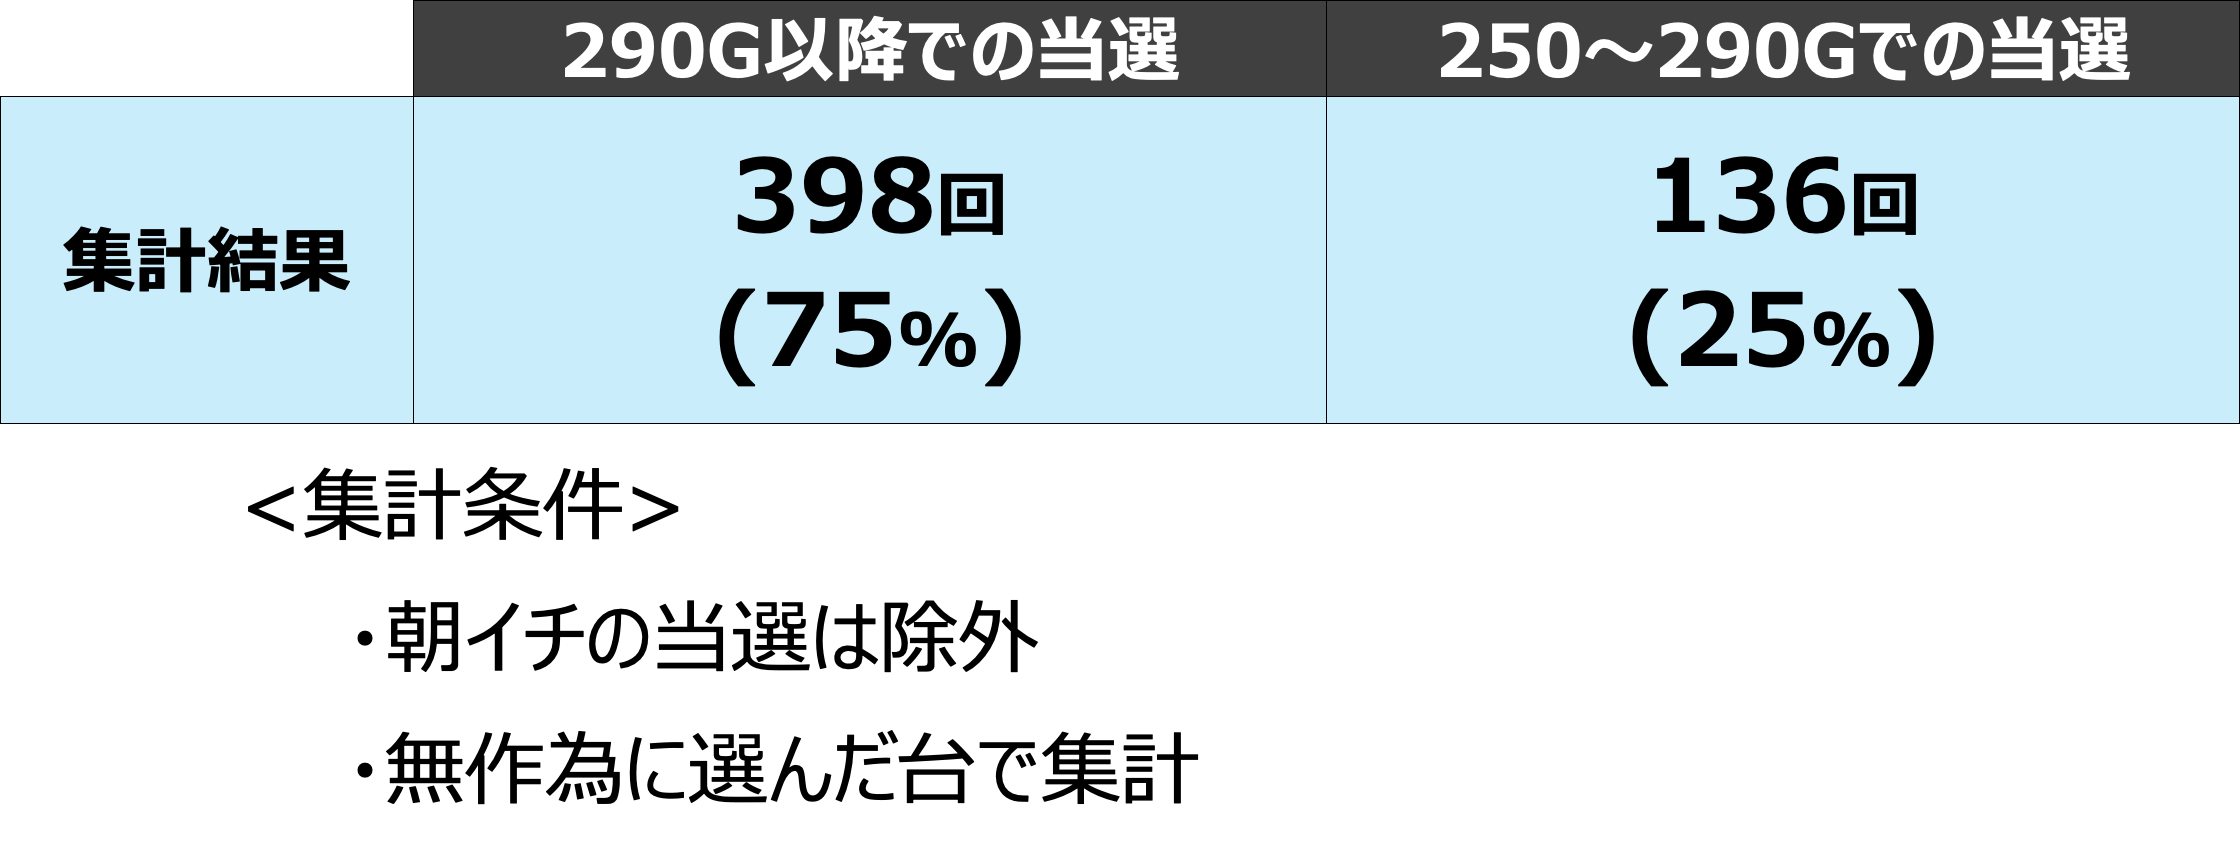 290G以降での当選 250～290Gでの当選
集計結果 398回 136回
(75%) (25%)
<集計条件>
・朝イチの当選は除外
・無作為に選んだ台で集計